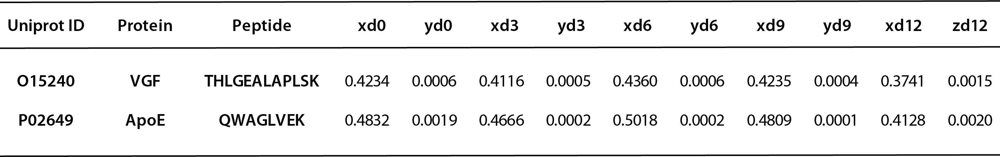 Uniprot ID Protein Peptide xd0 yd0 xd3 yd3 xd6 yd6 xd9 yd9 xd12 zd12
O15240 VGF THLGEALAPLSK 0.4234 0.0006 0.4116 0.0005 0.4360 0.0006 0.4235 0.0004 0.3741 0.0015
P02649 ApoE QWAGLVEK 0.4832 0.0019 0.4666 0.0002 0.5018 0.0002 0.4809 0.0001 0.4128 0.0020